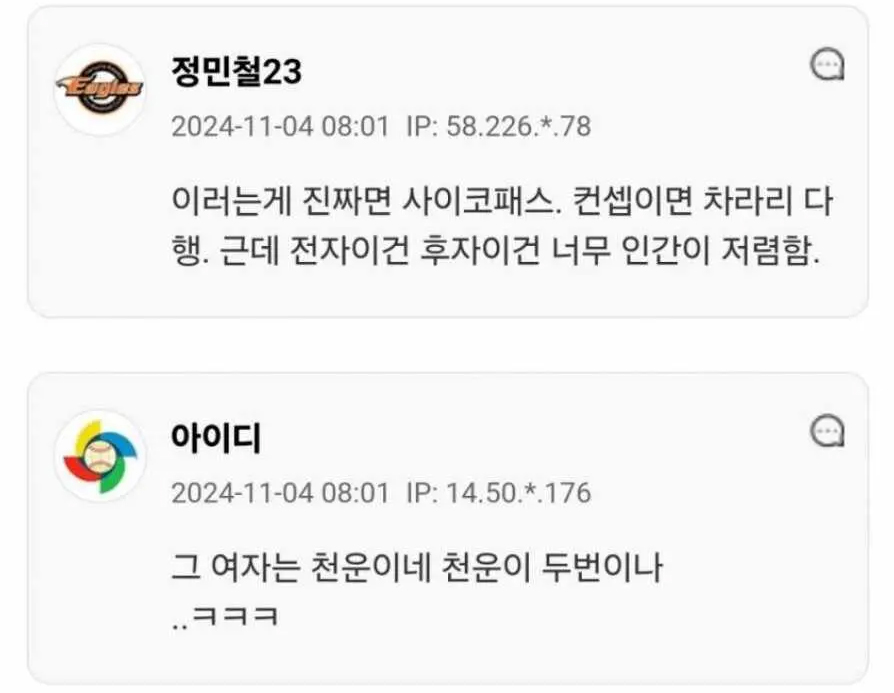 Eagles
정민철23
2024-11-04 08:01 IP: 58.226.*.78
이러는게 진짜면 사이코패스. 컨셉이면 차라리 다
행. 근데 전자이건 후자이건 너무 인간이 저렴함.
아이디
2024-11-04 08:01 IP: 14.50.*.176
그 여자는 천운이네 천운이 두번이나
..ㅋㅋㅋ